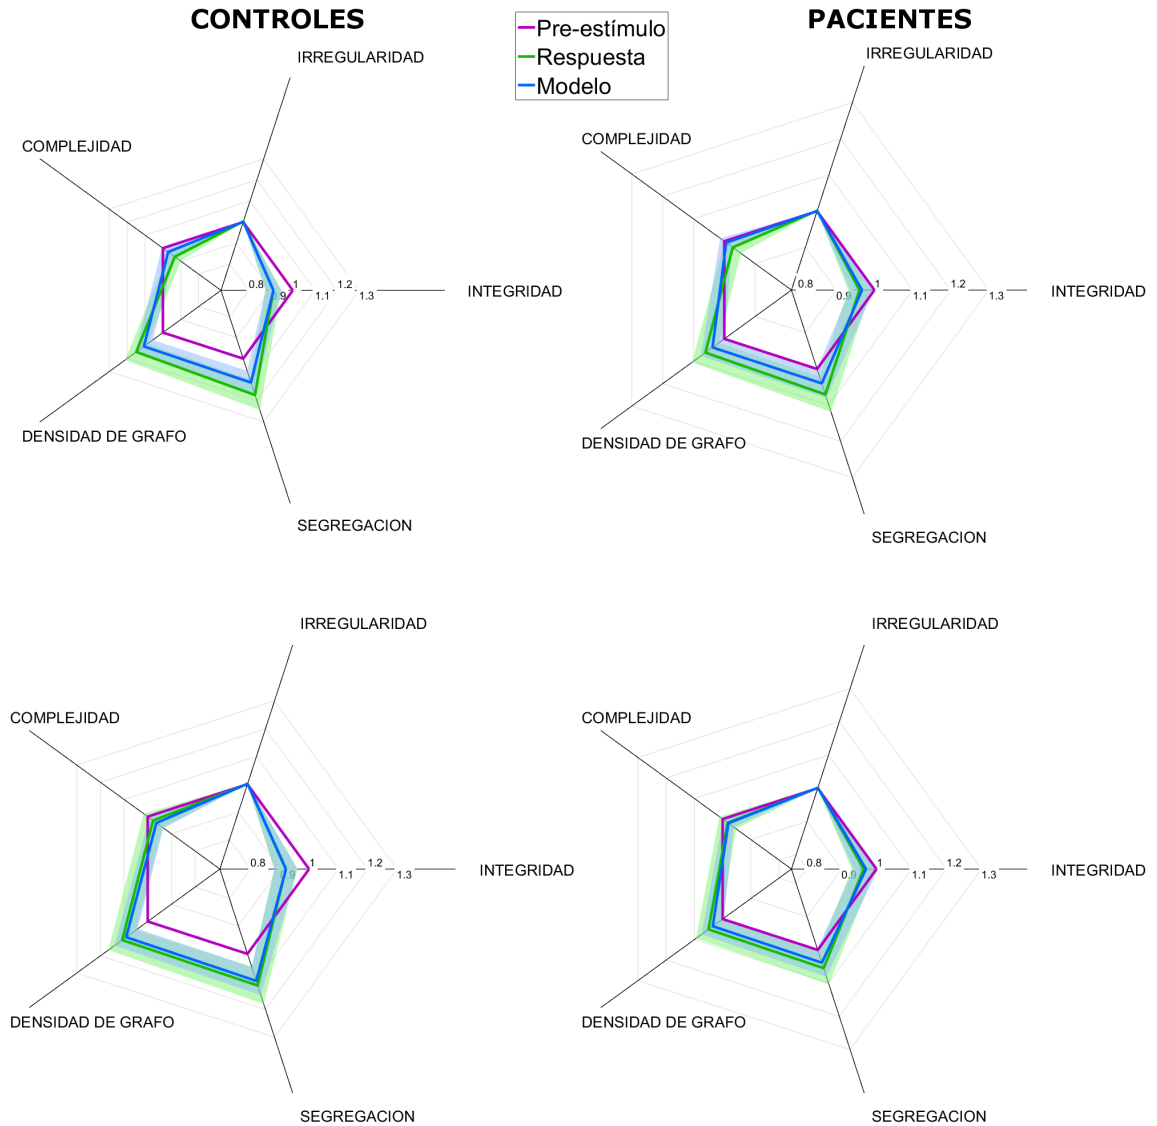 CONTROLES
PACIENTES
Pre-estímulo
Respuesta
Modelo
IRREGULARIDAD
COMPLEJIDAD
0.8
0.9
1
1.1
1.2
1.3
INTEGRIDAD
DENSIDAD DE GRAFO
SEGREGACION
IRREGULARIDAD
COMPLEJIDAD
0.8
0.9
1
1.1
1.2
1.3
INTEGRIDAD
DENSIDAD DE GRAFO
SEGREGACION
IRREGULARIDAD
COMPLEJIDAD
0.8
0.9
1
1.1
1.2
1.3
INTEGRIDAD
DENSIDAD DE GRAFO
SEGREGACION
IRREGULARIDAD
COMPLEJIDAD
0.8
0.9
1
1.1
1.2
1.3
INTEGRIDAD
DENSIDAD DE GRAFO
SEGREGACION